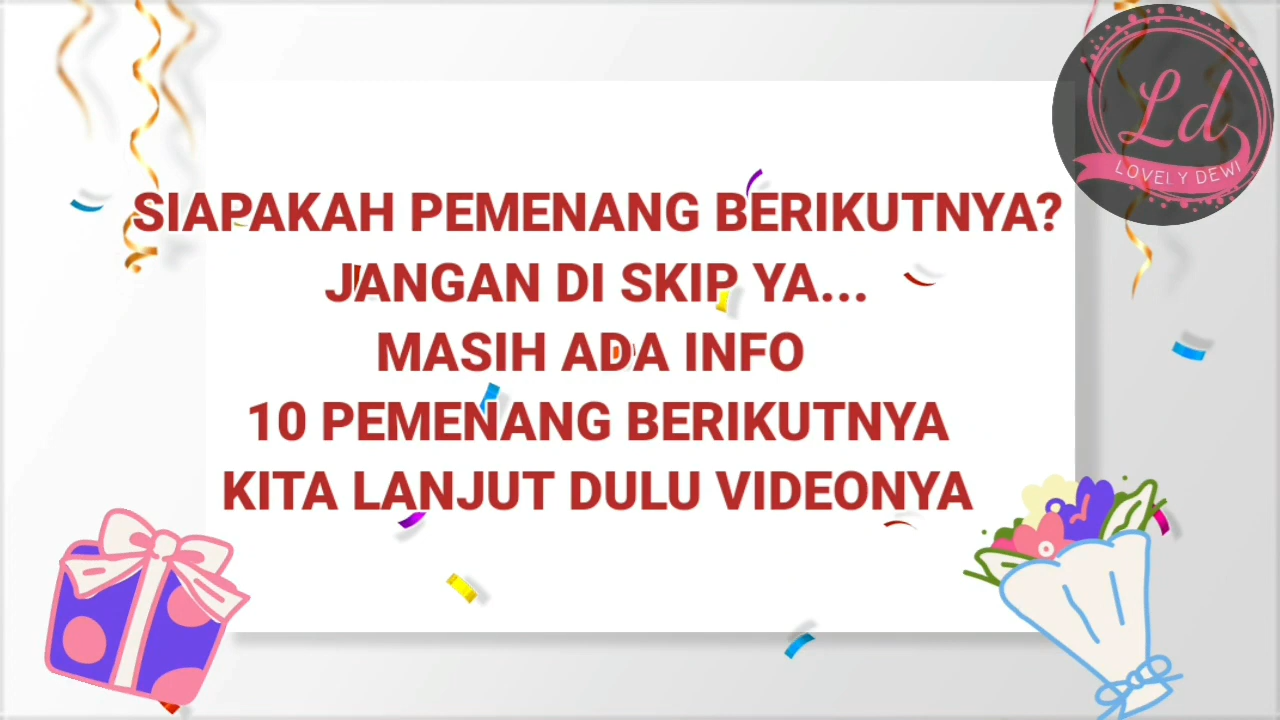 SIAPAKAH PEMENANG BERIKUTNYA?
JANGAN DI SKIP YA...
MASIH ADA INFO
10 PEMENANG BERIKUTNYA
KITA LANJUT DULU VIDEONYA
Ld
LOVELY DEWI